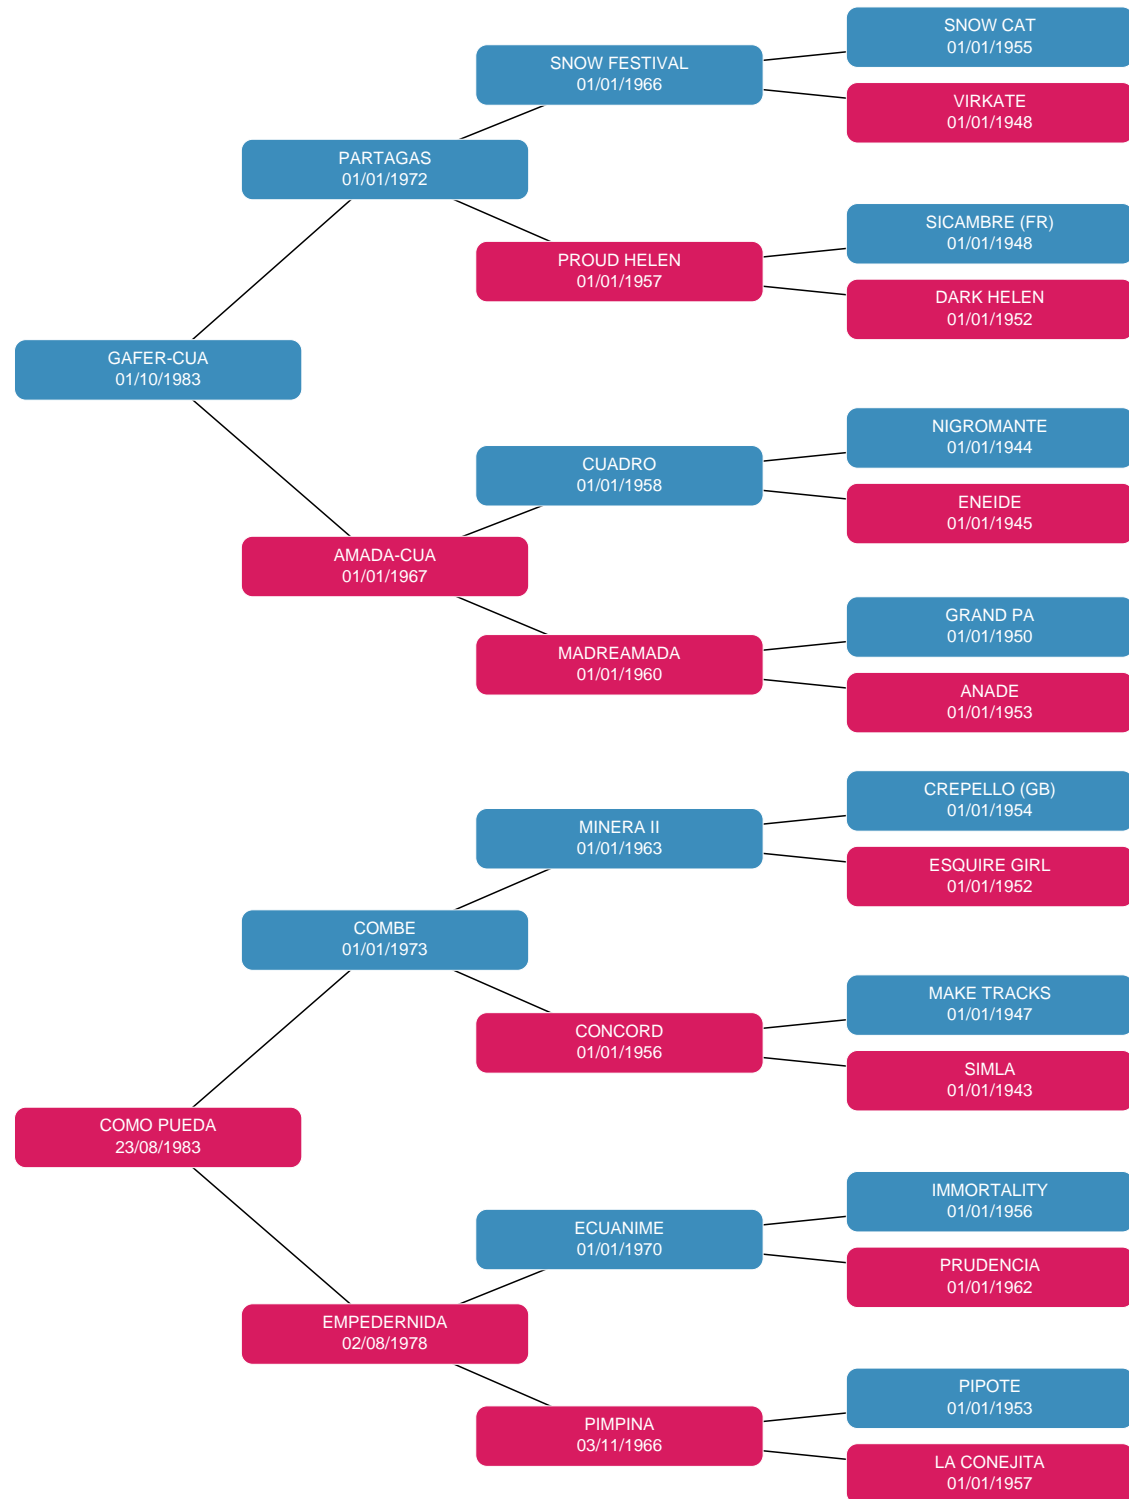 SNOW CAT
01/01/1955
SNOW FESTIVAL
01/01/1966
VIRKATE
01/01/1948
PARTAGAS
01/01/1972
SICAMBRE (FR)
01/01/1948
PROUD HELEN
01/01/1957
DARK HELEN
01/01/1952
GAFER-CUA
01/10/1983
NIGROMANTE
01/01/1944
CUADRO
01/01/1958
ENEIDE
01/01/1945
AMADA-CUA
01/01/1967
GRAND PA
01/01/1950
MADREAMADA
01/01/1960
ANADE
01/01/1953
CREPELLO (GB)
01/01/1954
MINERA II
01/01/1963
ESQUIRE GIRL
01/01/1952
COMBE
01/01/1973
MAKE TRACKS
01/01/1947
CONCORD
01/01/1956
SIMLA
01/01/1943
COMO PUEDA
23/08/1983
IMMORTALITY
01/01/1956
ECUANIME
01/01/1970
PRUDENCIA
01/01/1962
EMPEDERNIDA
02/08/1978
PIPOTE
01/01/1953
PIMPINA
03/11/1966
LA CONEJITA
01/01/1957